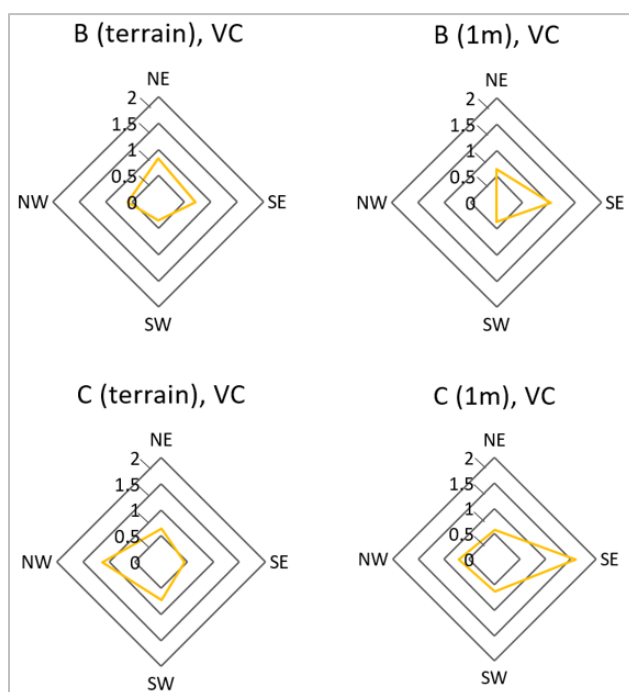 B (terrain), VC
NE
2
1,5
1
0,5
0
NW
SE
SW
B (1m), VC
NE
2
1,5
1
0,5
0
NW
SE
SW
C (terrain), VC
NE
2
1,5
1
0,5
0
NW
SE
SW
C (1m), VC
NE
2
1,5
1
0,5
0
NW
SE
SW